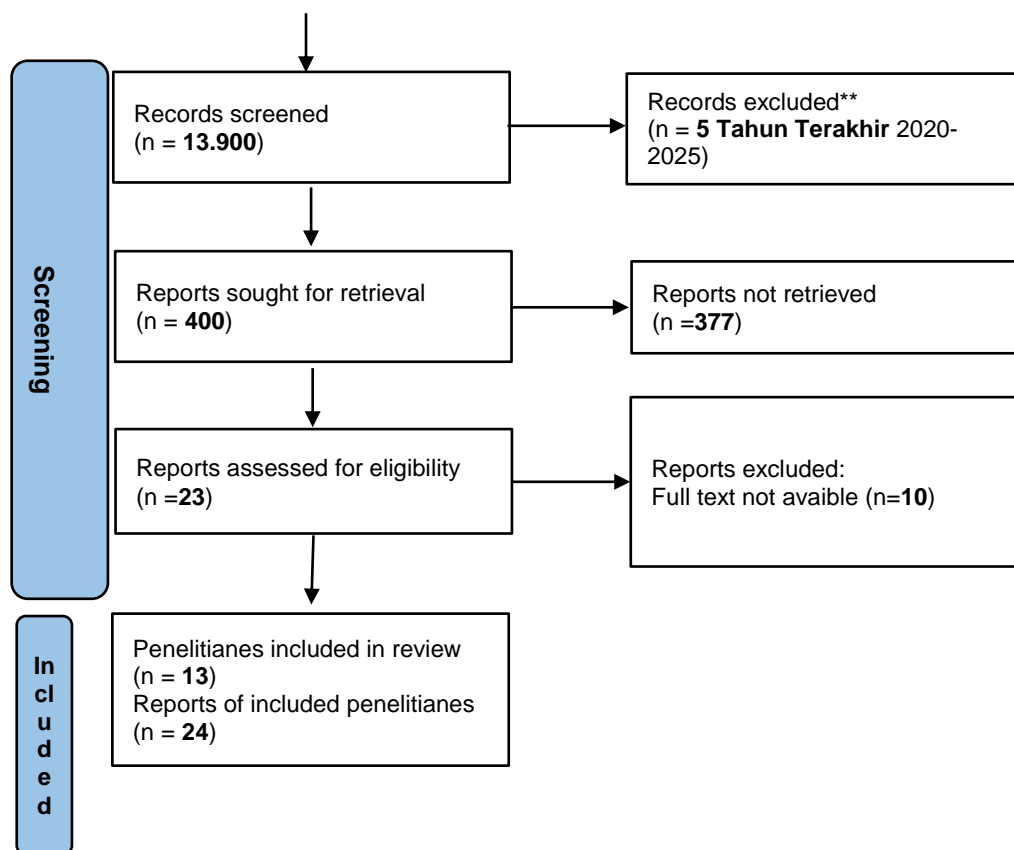 Records screened
(n = 13.900)
Records excluded**
(n = 5 Tahun Terakhir 2020-
2025)
Screening
Reports sought for retrieval
(n = 400)
Reports not retrieved
(n =377)
Reports assessed for eligibility
(n =23)
Reports excluded:
Full text not avaible (n=10)
Included
Penelitianes included in review
(n = 13)
Reports of included penelitianes
(n = 24)